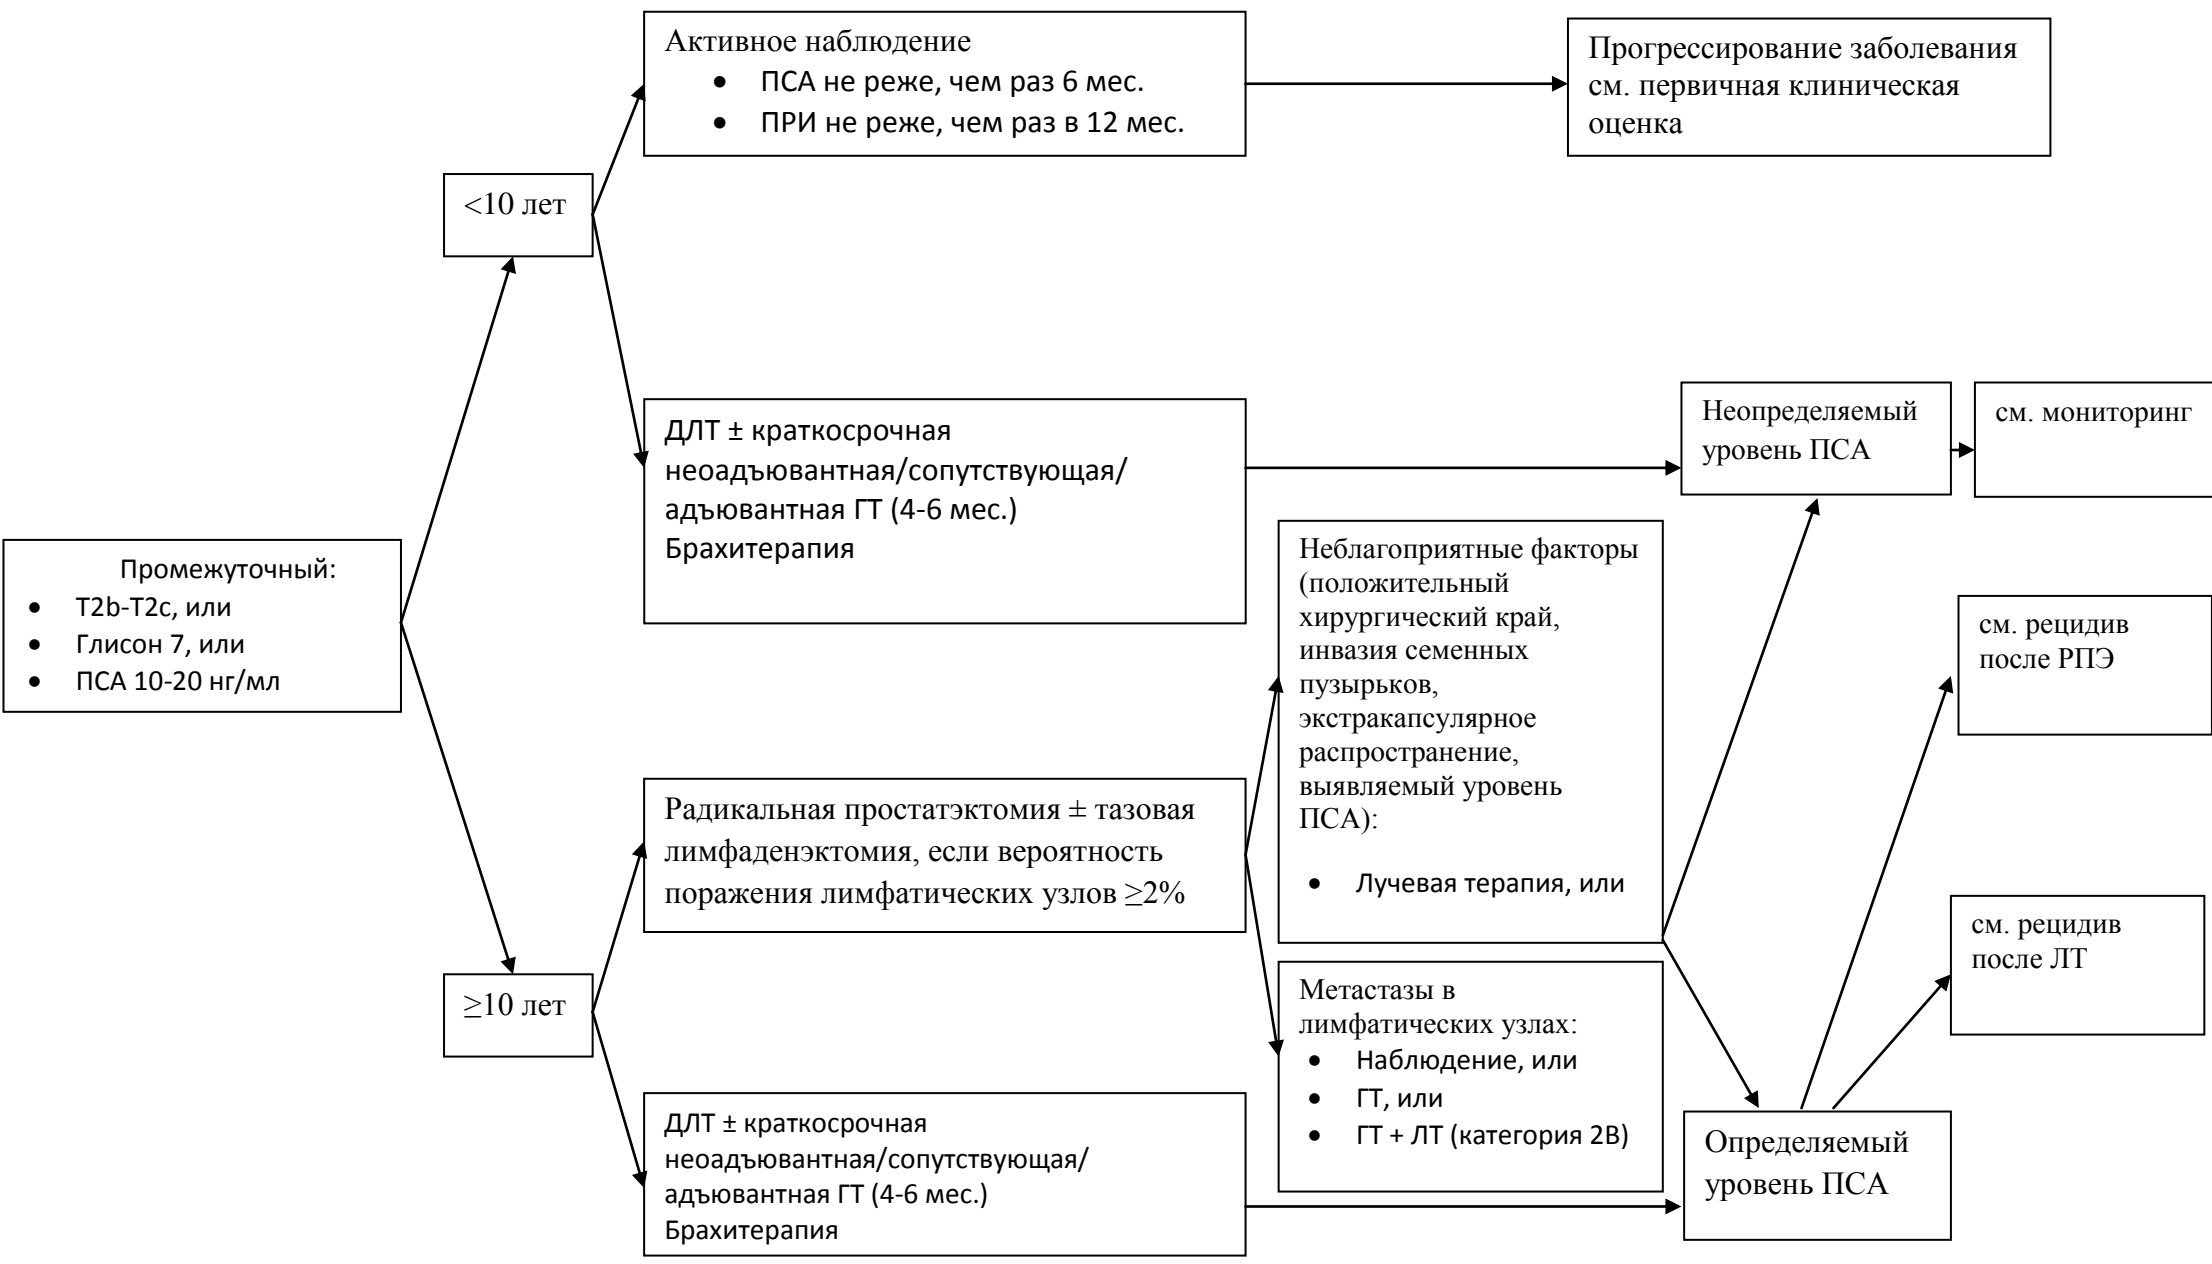 Активное наблюдение
• ПСА не реже, чем раз 6 мес.
• ПРИ не реже, чем раз в 12 мес.
Прогрессирование заболевания
см. первичная клиническая
оценка
<10 лет
ДЛТ ± краткосрочная
неоадъювантная/сопутствующая/
адъювантная ГТ (4-6 мес.)
Брахитерапия
Неопределяемый
уровень ПСА
см. мониторинг
Промежуточный:
• T2b-T2c, или
• Глисон 7, или
• ПСА 10-20 нг/мл
Неблагоприятные факторы
(положительный
хирургический край,
инвазия семенных
пузырьков,
экстракапсулярное
распространение,
выявляемый уровень
ПСА):
• Лучевая терапия, или
см. рецидив
после РПЭ
Радикальная простатэктомия ± тазовая
лимфаденэктомия, если вероятность
поражения лимфатических узлов ≥2%
см. рецидив
после ЛТ
≥10 лет
Метастазы в
лимфатических узлах:
• Наблюдение, или
• ГТ, или
• ГТ + ЛТ (категория 2В)
ДЛТ ± краткосрочная
неоадъювантная/сопутствующая/
адъювантная ГТ (4-6 мес.)
Брахитерапия
Определяемый
уровень ПСА